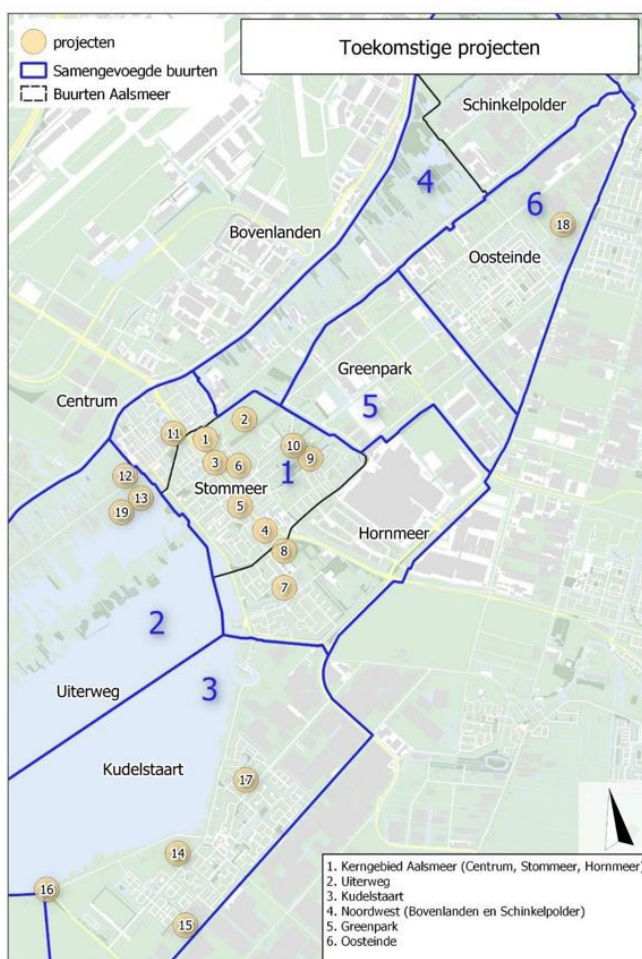 projecten
Samengevoegde buurten
Buurten Aalsmeer
Toekomstige projecten
Schinkelpolder
4
6
18
Bovenlanden
Oosteinde
Greenpark
Centrum
5
2
11
1
10
9
3
6
1
12
Stommeer
13
19
5
4
Hornmeer
8
7
2
3
Uiterweg
Kudelstaart
17
14
16
15
1. Kerngebied Aalsmeer (Centrum, Stommeer, Hornmeer)
2. Uiterweg
3. Kudelstaart
4. Noordwest (Bovenlanden en Schinkelpolder)
5. Greenpark
6. Oosteinde